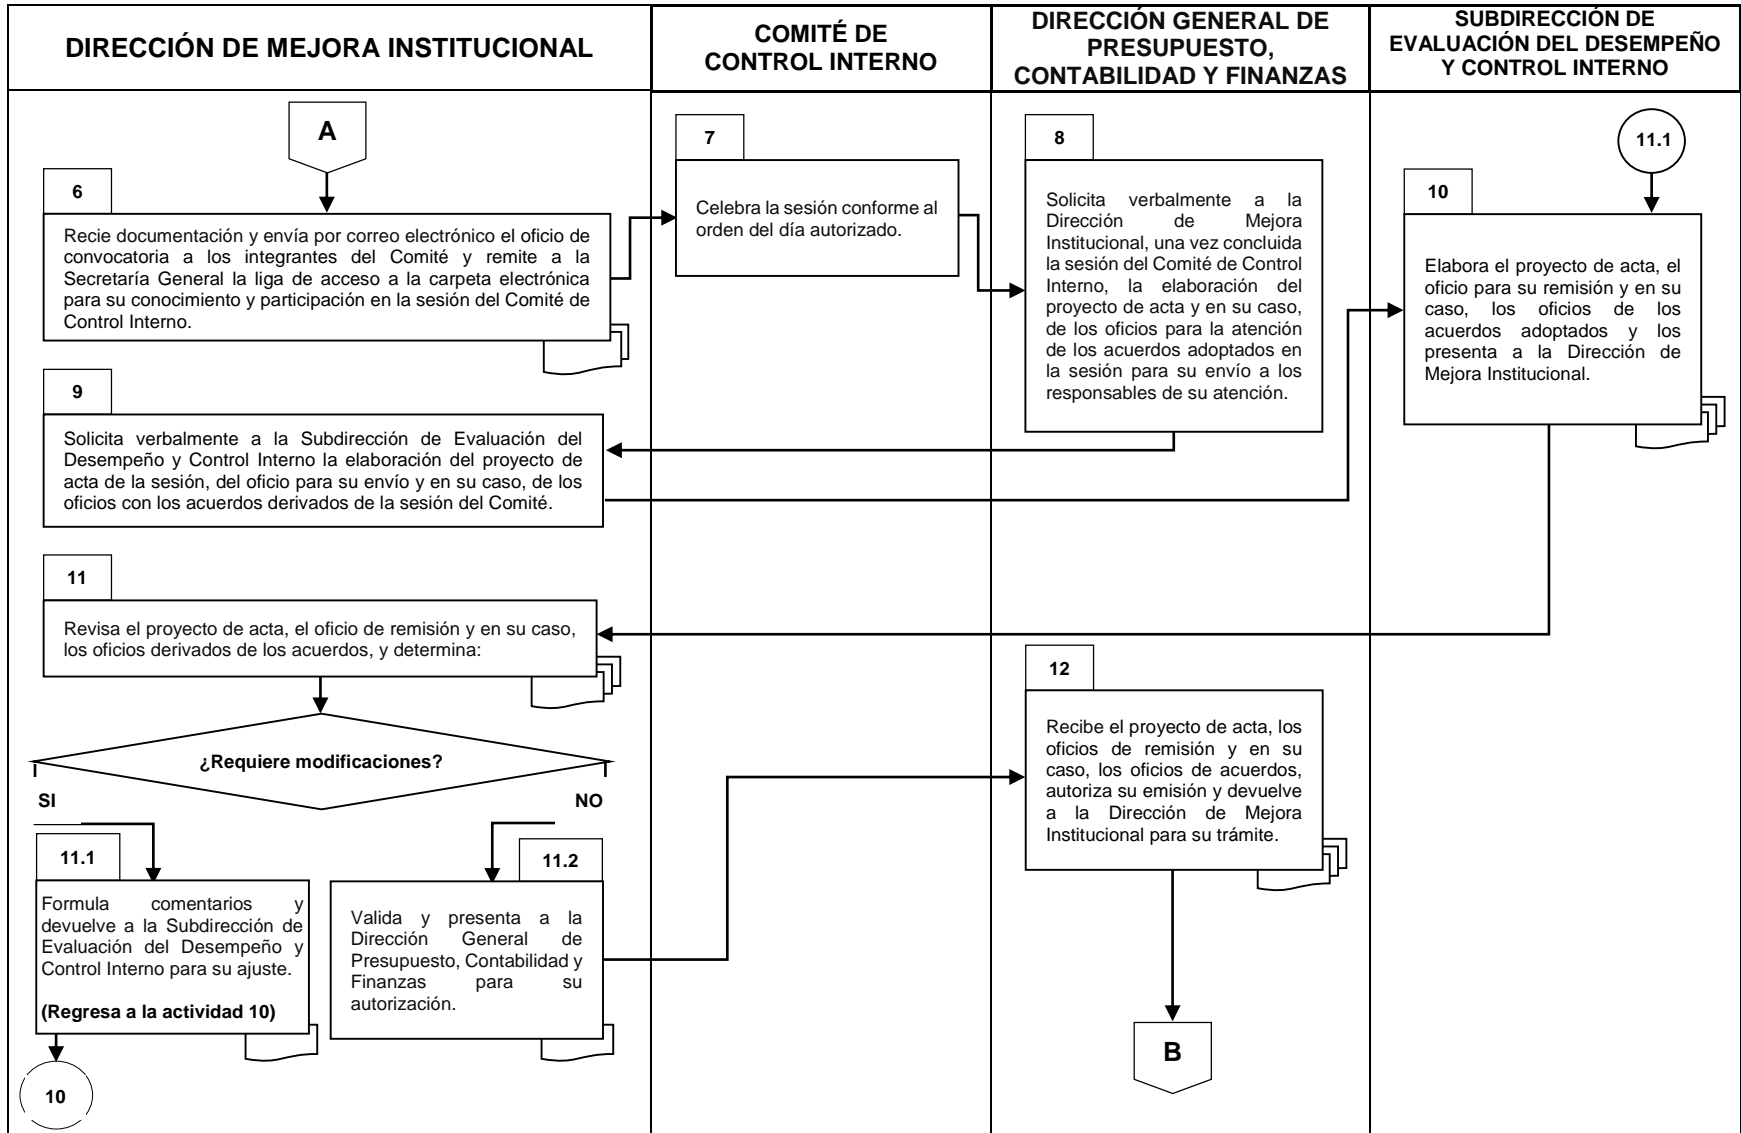 DIRECCIÓN DE MEJORA INSTITUCIONAL
COMITÉ DE
CONTROL INTERNO
DIRECCIÓN GENERAL DE
PRESUPUESTO,
CONTABILIDAD Y FINANZAS
SUBDIRECCIÓN DE
EVALUACIÓN DEL DESEMPEÑO
Y CONTROL INTERNO
A
6
Recie documentación y envía por correo electrónico el oficio de
convocatoria a los integrantes del Comité y remite a la
Secretaría General la liga de acceso a la carpeta electrónica
para su conocimiento y participación en la sesión del Comité de
Control Interno.
7
Celebra la sesión conforme al
orden del día autorizado.
8
Solicita verbalmente a la
Dirección de Mejora
Institucional, una vez concluida
la sesión del Comité de Control
Interno, la elaboración del
proyecto de acta y en su caso,
de los oficios para la atención
de los acuerdos adoptados en
la sesión para su envío a los
responsables de su atención.
9
Solicita verbalmente a la Subdirección de Evaluación del
Desempeño y Control Interno la elaboración del proyecto de
acta de la sesión, del oficio para su envío y en su caso, de los
oficios con los acuerdos derivados de la sesión del Comité.
11.1
10
Elabora el proyecto de acta, el
oficio para su remisión y en su
caso, los oficios de los
acuerdos adoptados y los
presenta a la Dirección de
Mejora Institucional.
11
Revisa el proyecto de acta, el oficio de remisión y en su caso,
los oficios derivados de los acuerdos, y determina:
¿Requiere modificaciones?
SI
NO
11.1
Formula comentarios y
devuelve a la Subdirección de
Evaluación del Desempeño y
Control Interno para su ajuste.
(Regresa a la actividad 10)
10
11.2
Valida y presenta a la
Dirección General de
Presupuesto, Contabilidad y
Finanzas para su
autorización.
12
Recibe el proyecto de acta, los
oficios de remisión y en su
caso, los oficios de acuerdos,
autoriza su emisión y devuelve
a la Dirección de Mejora
Institucional para su trámite.
B